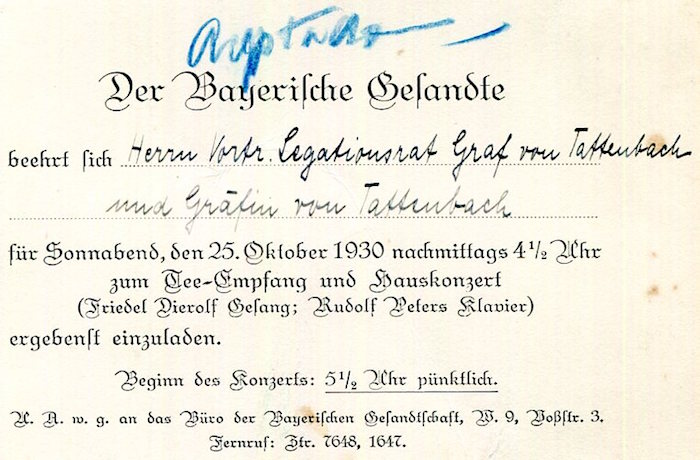 Der Bayerische Gesandte
beehrt sich Herrn Vortr. Legationsrat Graf von Tattenbach
und Gräfin von Tattenbach
für Sonnabend, den 25. Oktober 1930 nachmittags 4½ Uhr
zum Tee-Empfang und Hauskonzert
(Friedel Dierolf Gesang; Rudolf Peters Klavier)
ergebenst einzuladen.
Beginn des Konzerts: 5½ Uhr pünktlich.
U. A. w. g. an das Büro der Bayerischen Gesandtschaft, W. 9, Voßstr. 3.
Fernruf: Ztr. 7648, 1647.